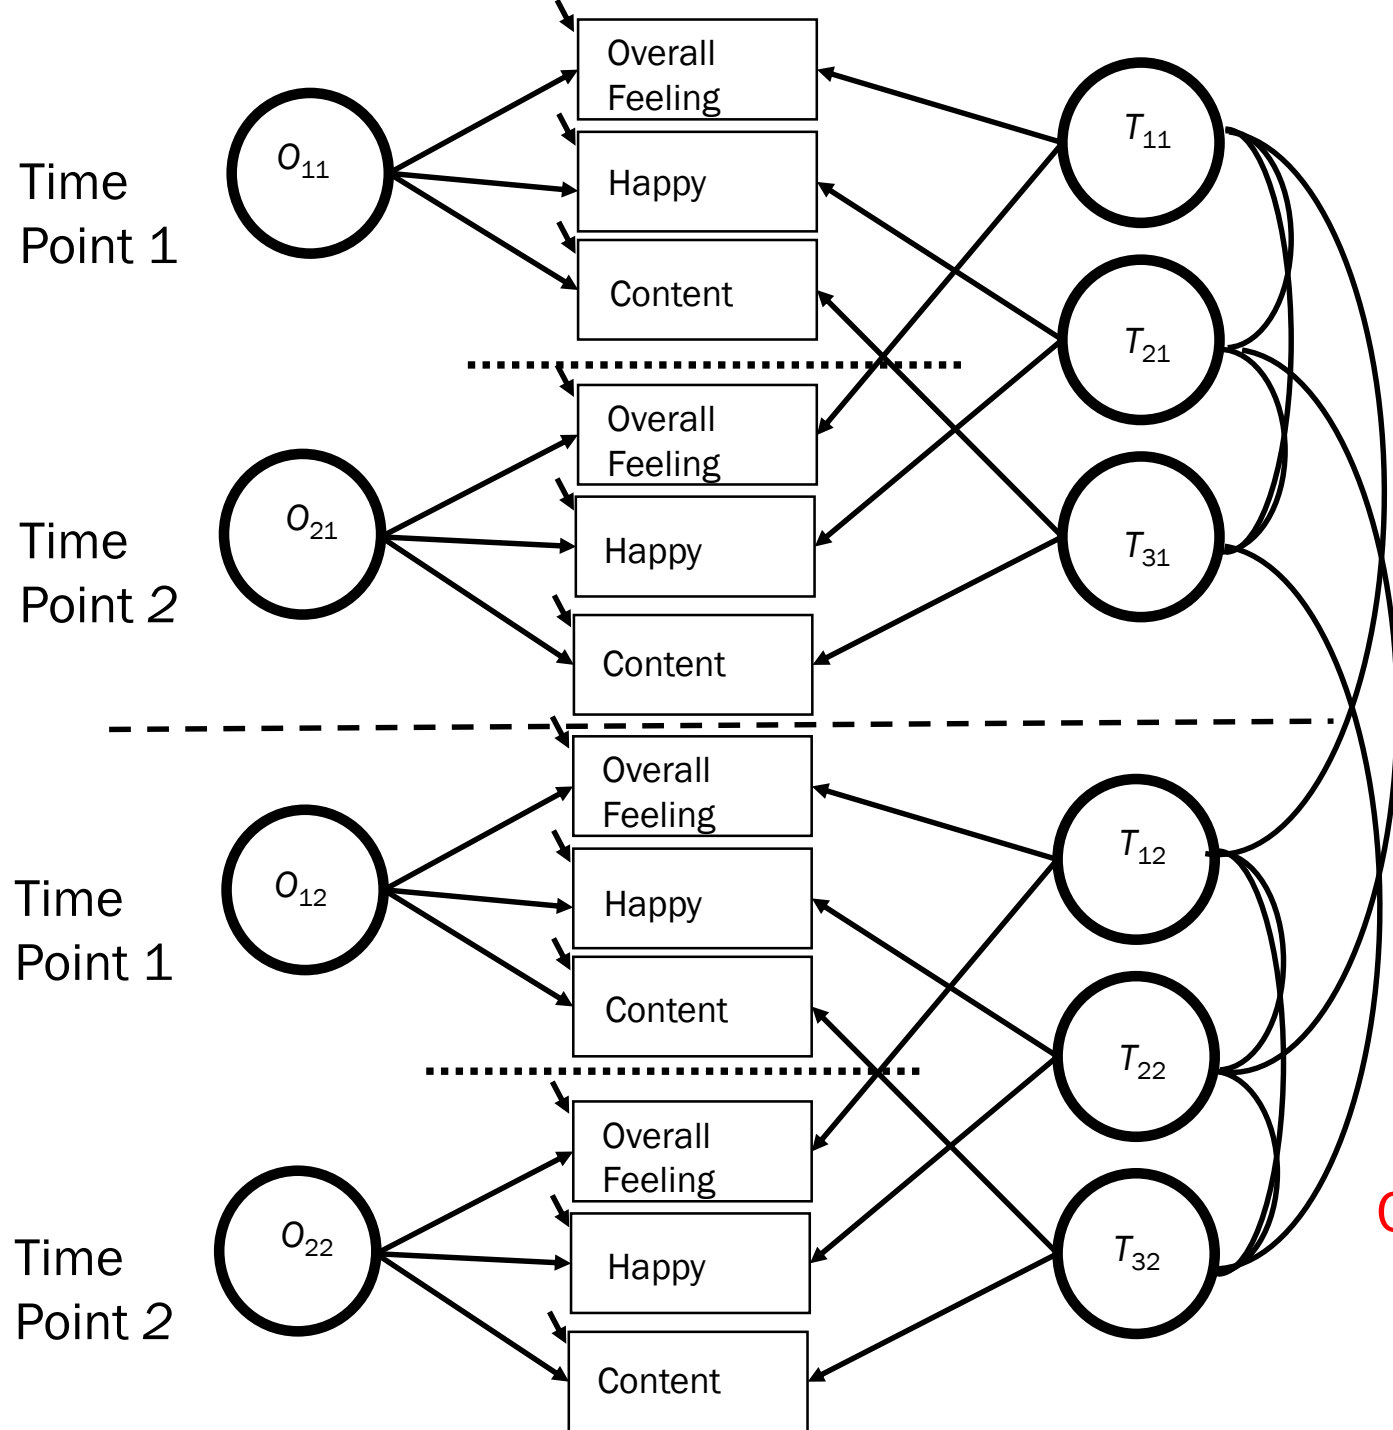 Overall
Feeling
O11
T11
Time
Point 1
Happy
Content
T21
Overall
Feeling
O21
T31
Time
Point 2
Happy
Content
Overall
Feeling
T12
O12
Time
Point 1
Happy
Content
T22
Overall
Feeling
O22
T32
Time
Point 2
Happy
Content